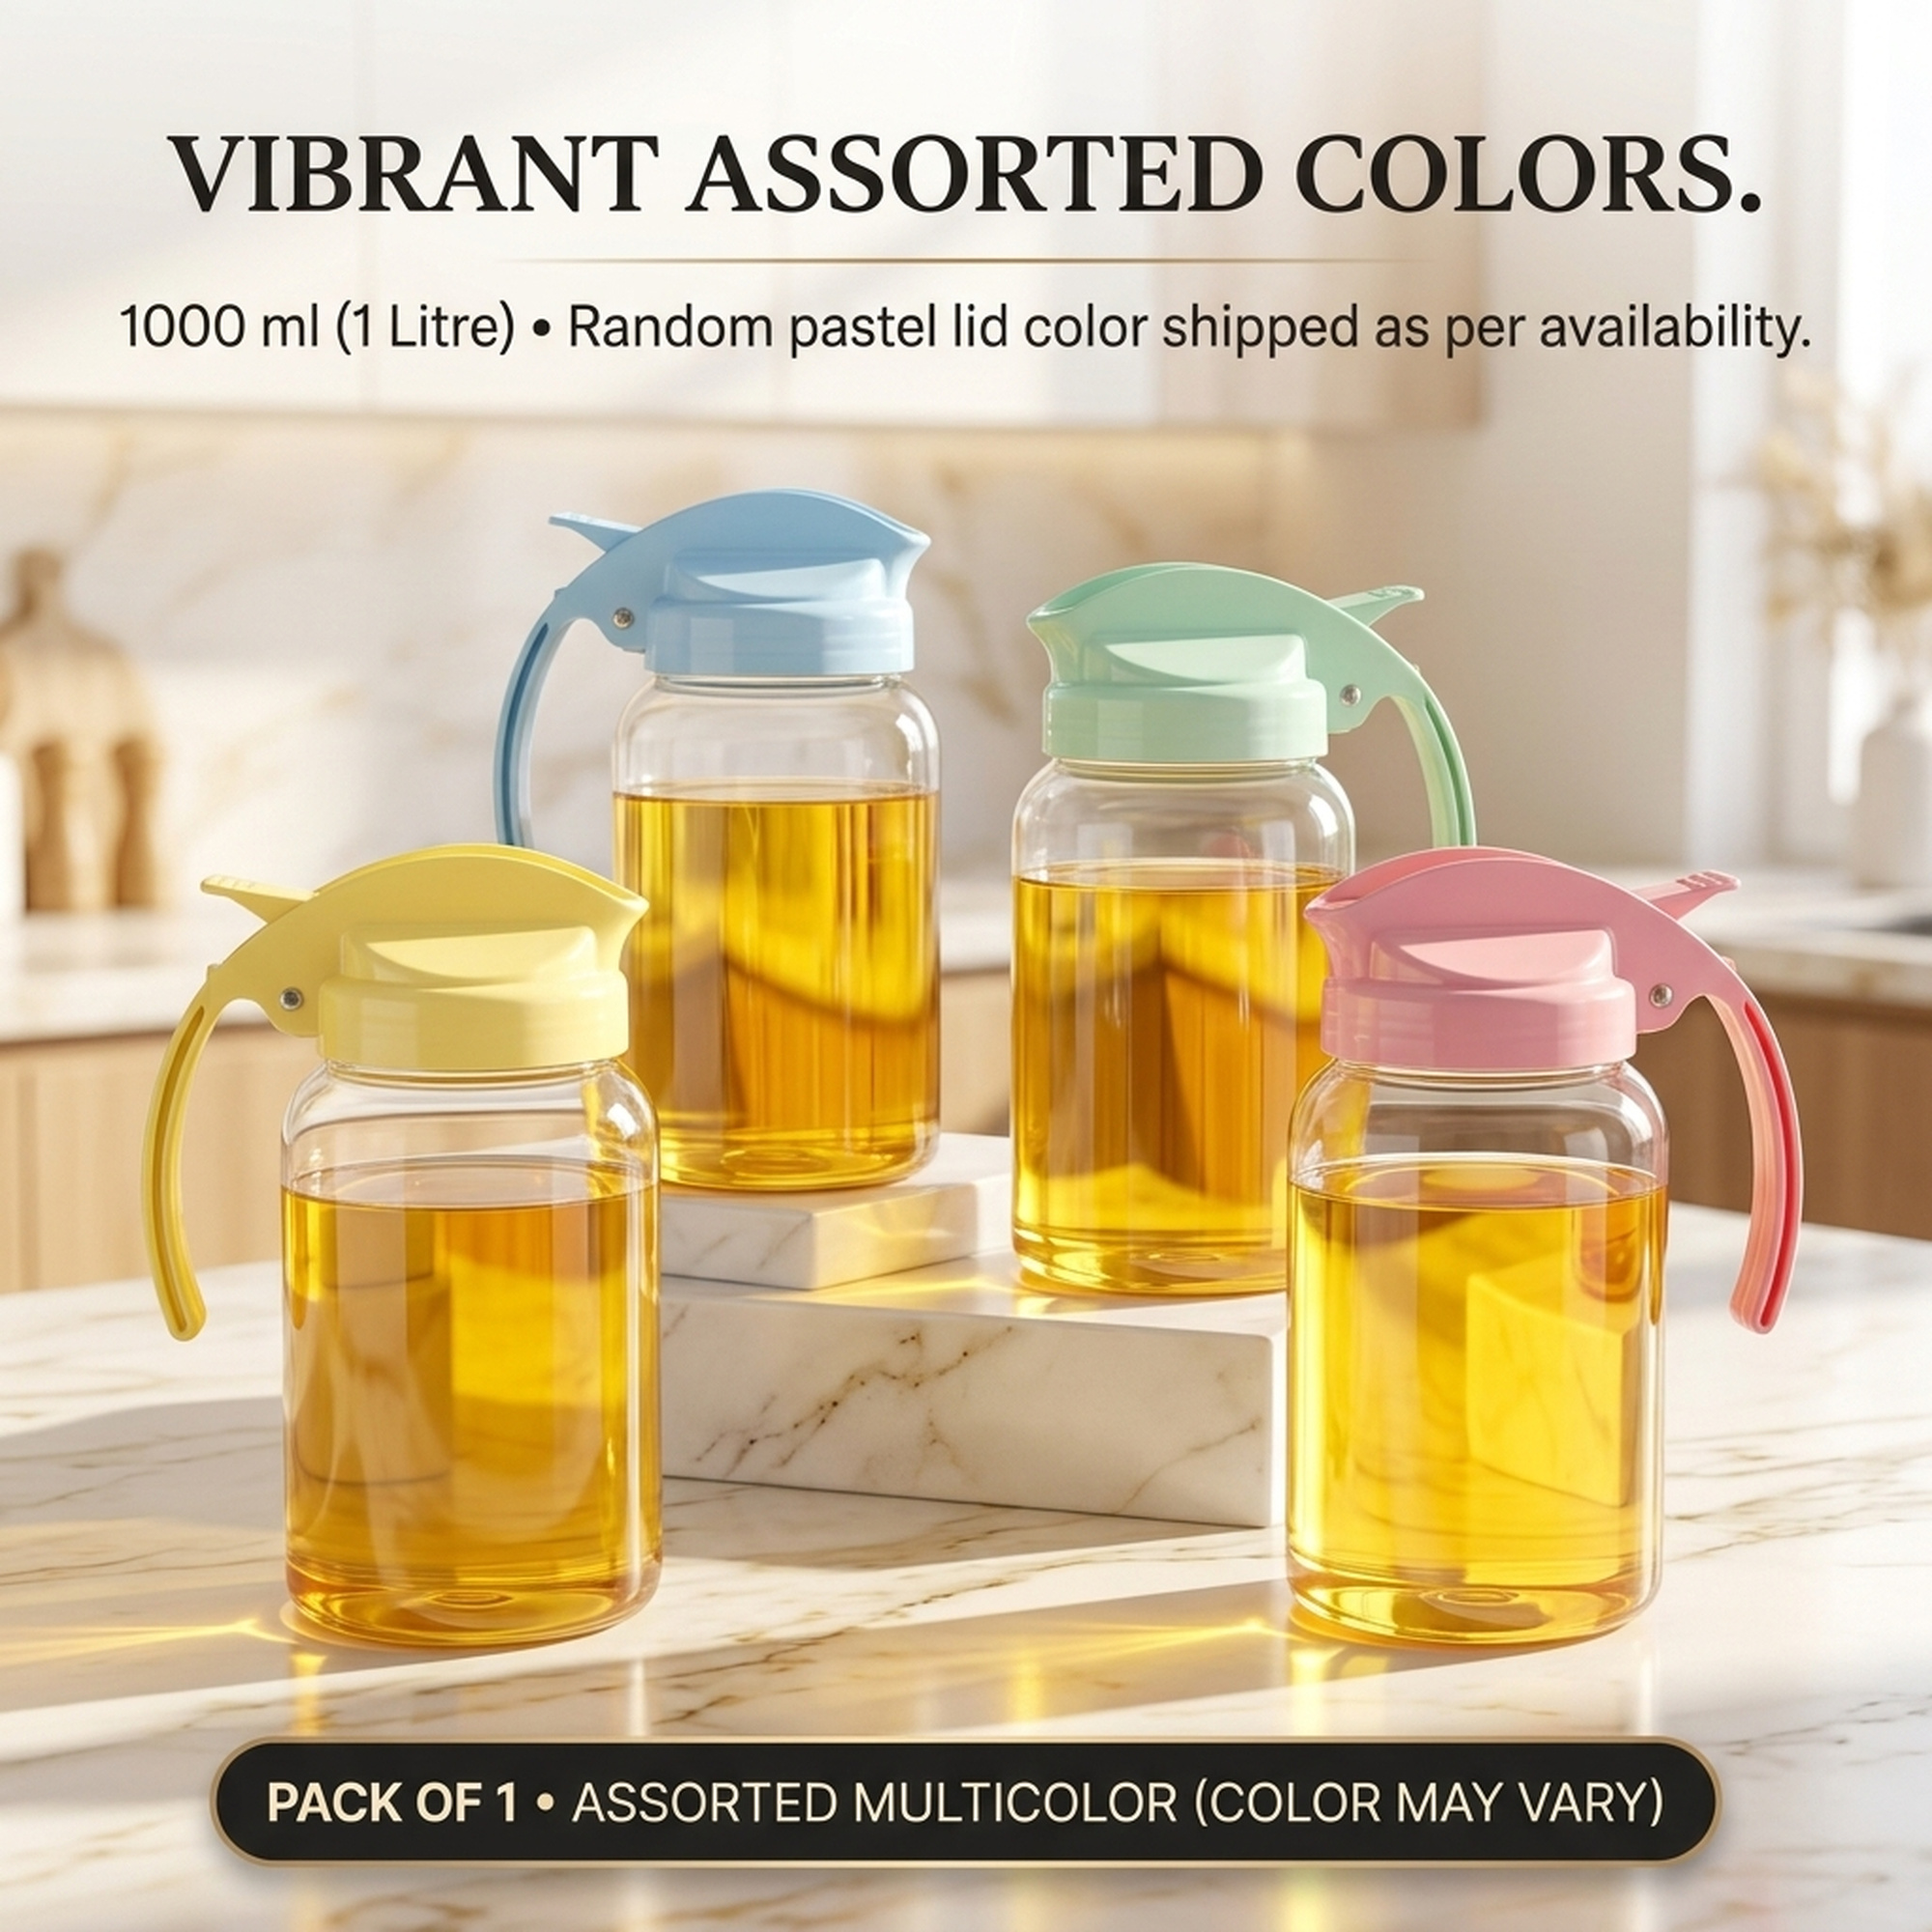 VIBRANT ASSORTED COLORS.
1000 ml (1 Litre) • Random pastel lid color shipped as per availability.
PACK OF 1 • ASSORTED MULTICOLOR (COLOR MAY VARY)